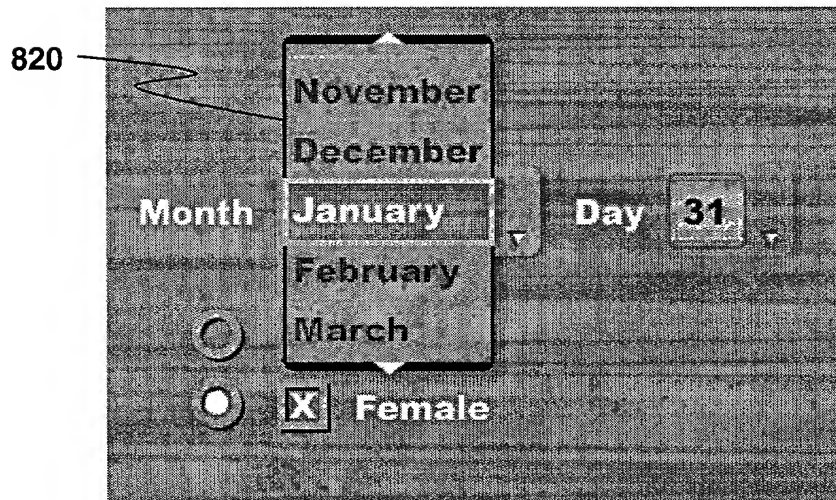 820
November
December
Month January Day 31
February
March
X Female